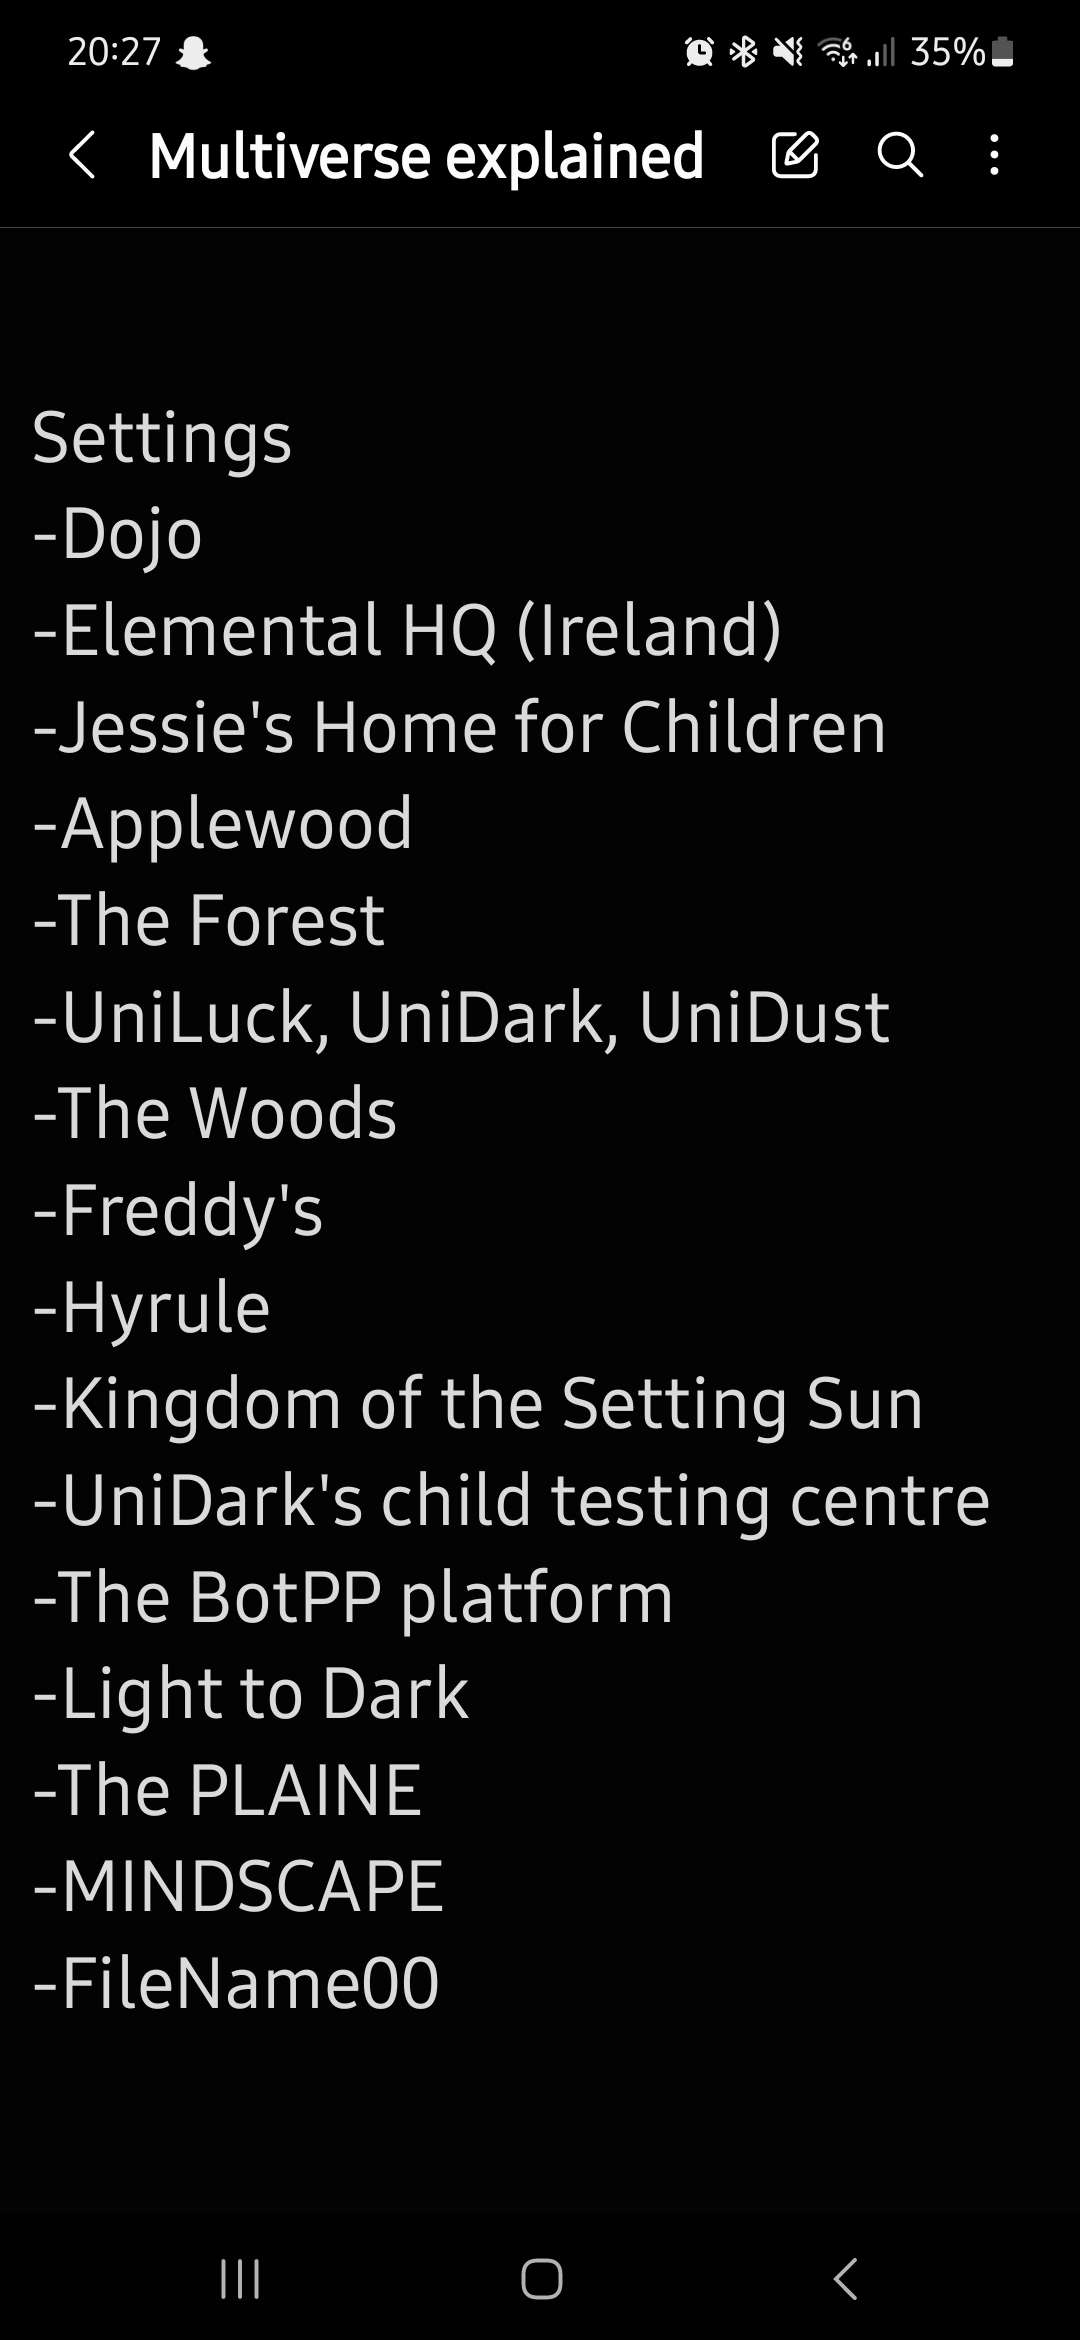 20:27 6 35%
Multiverse explained
Settings
-Dojo
-Elemental HQ (Ireland)
-Jessie's Home for Children
-Applewood
-The Forest
-UniLuck, UniDark, UniDust
-The Woods
-Freddy's
-Hyrule
-Kingdom of the Setting Sun
-UniDark's child testing centre
-The BotPP platform
-Light to Dark
-The PLAINE
-MINDSCAPE
-FileName00